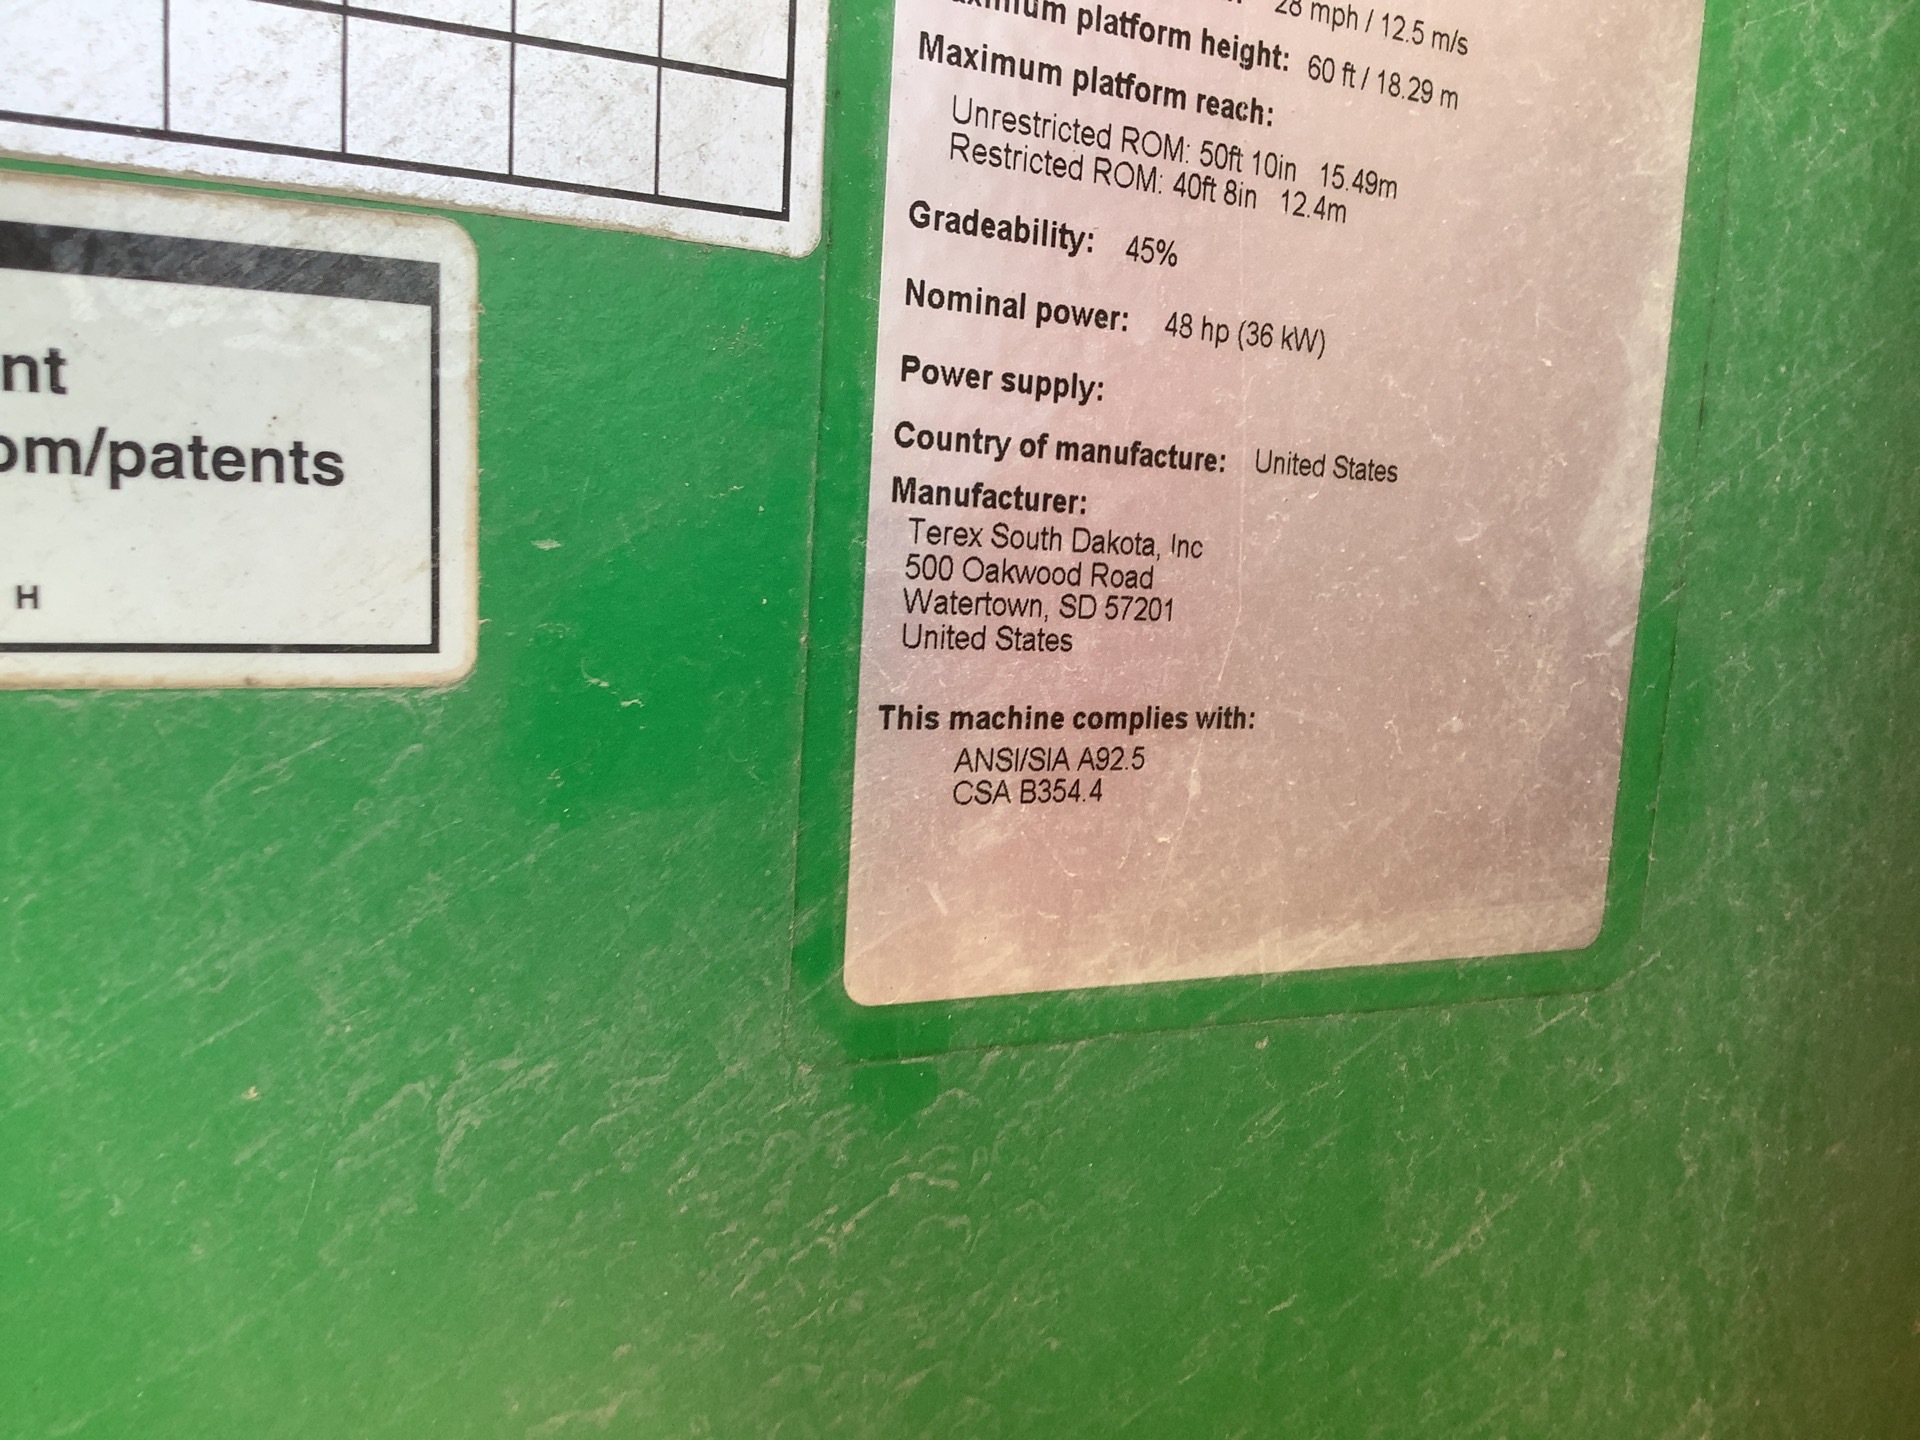 28 mph / 12.5 m/s
platform height: 60 ft / 18.29 m
Maximum platform reach:
Unrestricted ROM: 50ft 10in 15.49m
Restricted ROM: 40ft 8in 12.4m
Gradeability: 45%
Nominal power: 48 hp (36 kW)
Power supply:
Country of manufacture: United States
Manufacturer:
Terex South Dakota, Inc
500 Oakwood Road
Watertown, SD 57201
United States
This machine complies with:
ANSI/SIA A92.5
CSA B354.4
nt
om/patents
H